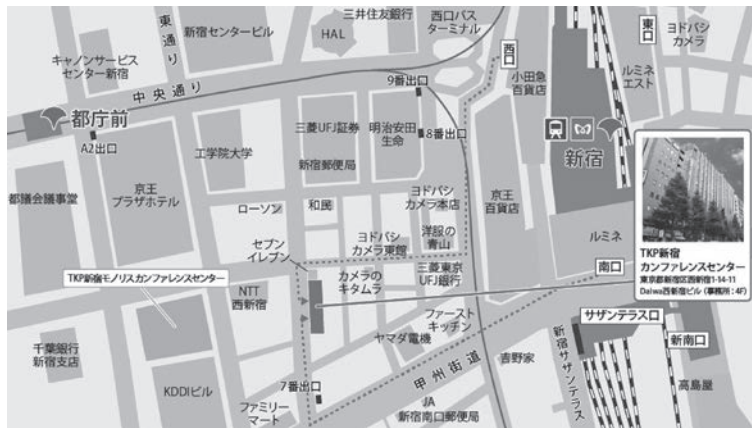 東通り
新宿センタービル
HAL
三井住友銀行
西口バス
ターミナル
西口
東口
ヨドバシ
カメラ
キヤノンサービス
センター新宿
中央通り
9番出口
小田急
百貨店
ルミネ
エスト
都庁前
A2出口
三菱UFJ証券
明治安田
生命
8番出口
工学院大学
新宿郵便局
新宿
都議会議事堂
京王
プラザホテル
ローソン
和民
ヨドバシ
カメラ本店
京王
百貨店
セブン
イレブン
ヨドバシ
カメラ東館
洋服の
青山
ルミネ
TKP新宿
カンファレンスセンター
東京都新宿区西新宿1-14-11
Daiwa西新宿ビル（事務所：4F）
TKP新宿モノリスカンファレンスセンター
NTT
西新宿
カメラの
キタムラ
三菱東京
UFJ銀行
南口
ファースト
キッチン
サザンテラス口
千葉銀行
新宿支店
ヤマダ電機
新南口
甲州街道
吉野家
新宿サザンテラス
KDDIビル
7番出口
高島屋
ファミリー
マート
JA
新宿南口郵便局